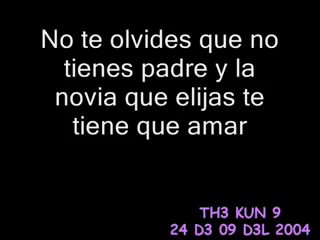 No te olvides que no
tienes padre y la
novia que elijas te
tiene que amar
TH3 KUN 9
24 D3 09 D3L 2004